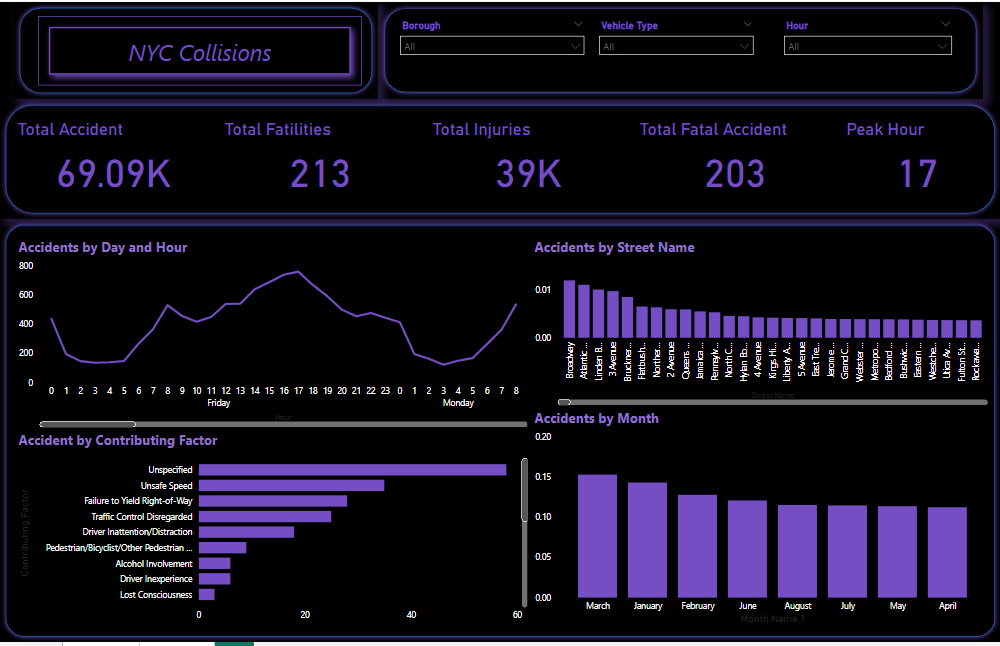 NYC Collisions
Borough
All
Vehicle Type
All
Hour
All
Total Accident
69.09K
Total Fatilities
213
Total Injuries
39K
Total Fatal Accident
203
Peak Hour
17
Accidents by Day and Hour
800
600
400
200
0
0 1 2 3 4 5 6 7 8 9 10 11 12 13 14 15 16 17 18 19 20 21 22 23 0 1 2 3 4 5 6 7 8
Friday Monday
Hour
Accidents by Street Name
0.01
0.00
Broadway
Atlantic ...
Linden B...
3 Avenue
Bruckner...
Flatbush...
Norther...
2 Avenue
Queens ...
Jamaica ...
Pennsylv...
North C...
Hylan Bo...
4 Avenue
Kings Hi...
Liberty A...
5 Avenue
East Tre...
Jerome ...
Grand C...
Webster ...
Metropo...
Bedford ...
Bushwic...
Eastern ...
Westche...
Utica Av...
Fulton St...
Rockawa...
Street Name
Accident by Contributing Factor
Contributing Factor
Unspecified
Unsafe Speed
Failure to Yield Right-of-Way
Traffic Control Disregarded
Driver Inattention/Distraction
Pedestrian/Bicyclist/Other Pedestrian ...
Alcohol Involvement
Driver Inexperience
Lost Consciousness
0 20 40 60
Accidents by Month
0.20
0.15
0.10
0.05
0.00
March January February June August July May April
Month Name 1